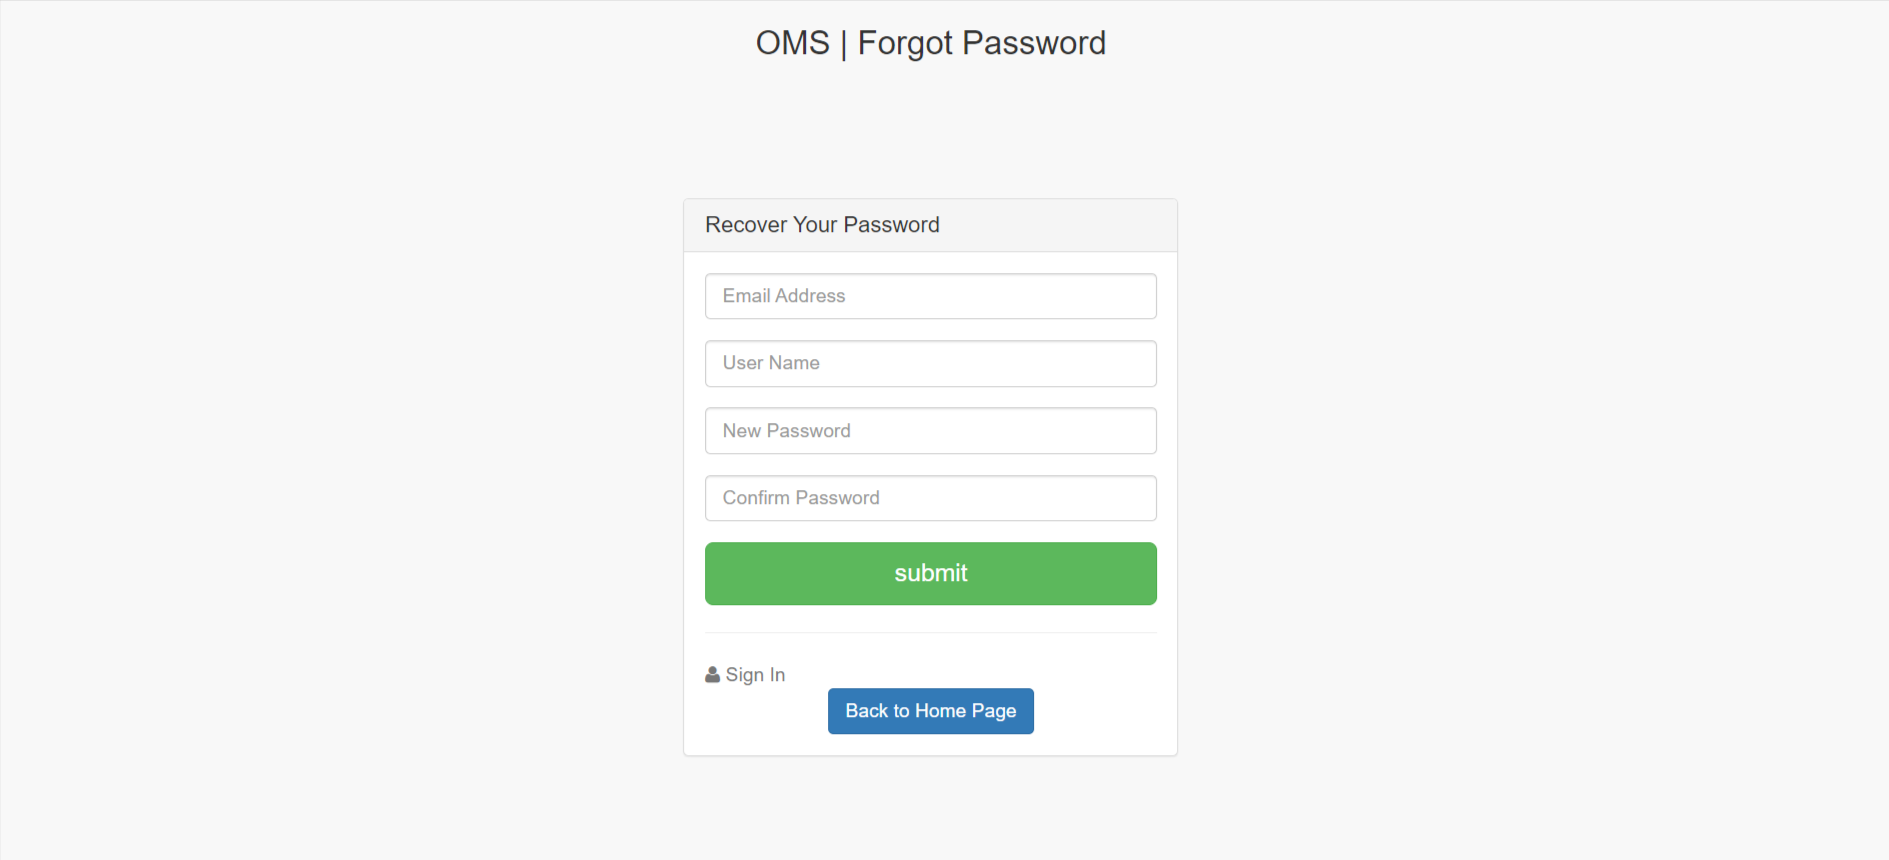 OMS | Forgot Password
Recover Your Password
Email Address
User Name
New Password
Confirm Password
submit
Sign In
Back to Home Page